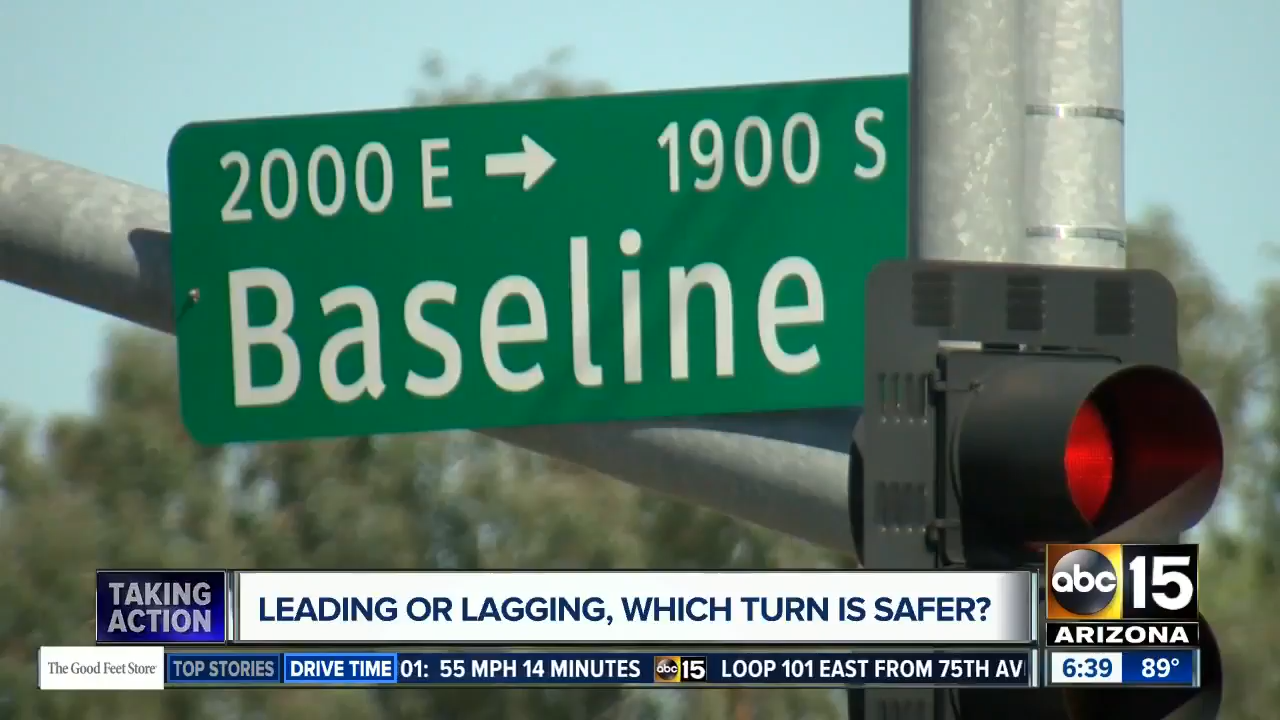 2000 E → 1900 S
Baseline
TAKING
ACTION
LEADING OR LAGGING, WHICH TURN IS SAFER?
abc 15
ARIZONA
The Good Feet Store
TOP STORIES DRIVE TIME 01: 55 MPH 14 MINUTES abc 15 LOOP 101 EAST FROM 75TH AV
6:39 89°